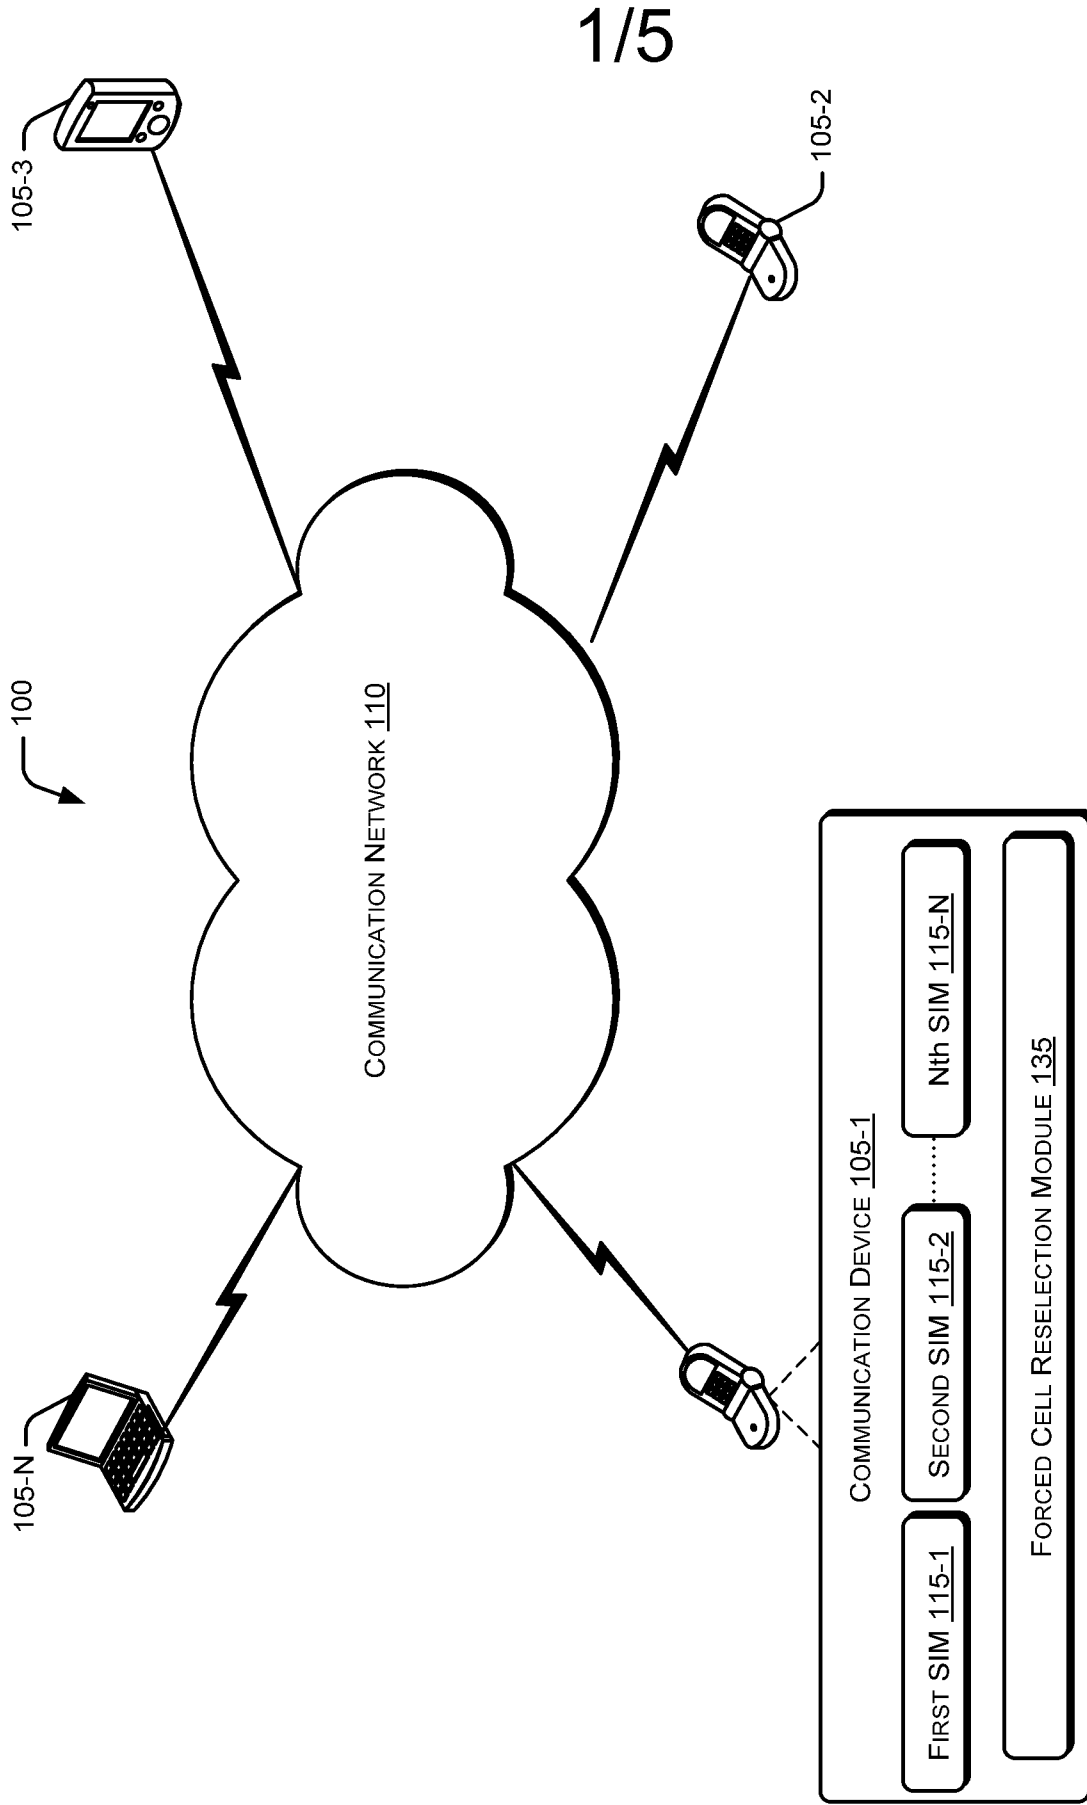 1/5
100
105-N
105-3
COMMUNICATION NETWORK 110
105-2
COMMUNICATION DEVICE 105-1
FIRST SIM 115-1
SECOND SIM 115-2
Nth SIM 115-N
FORCED CELL RESELECTION MODULE 135